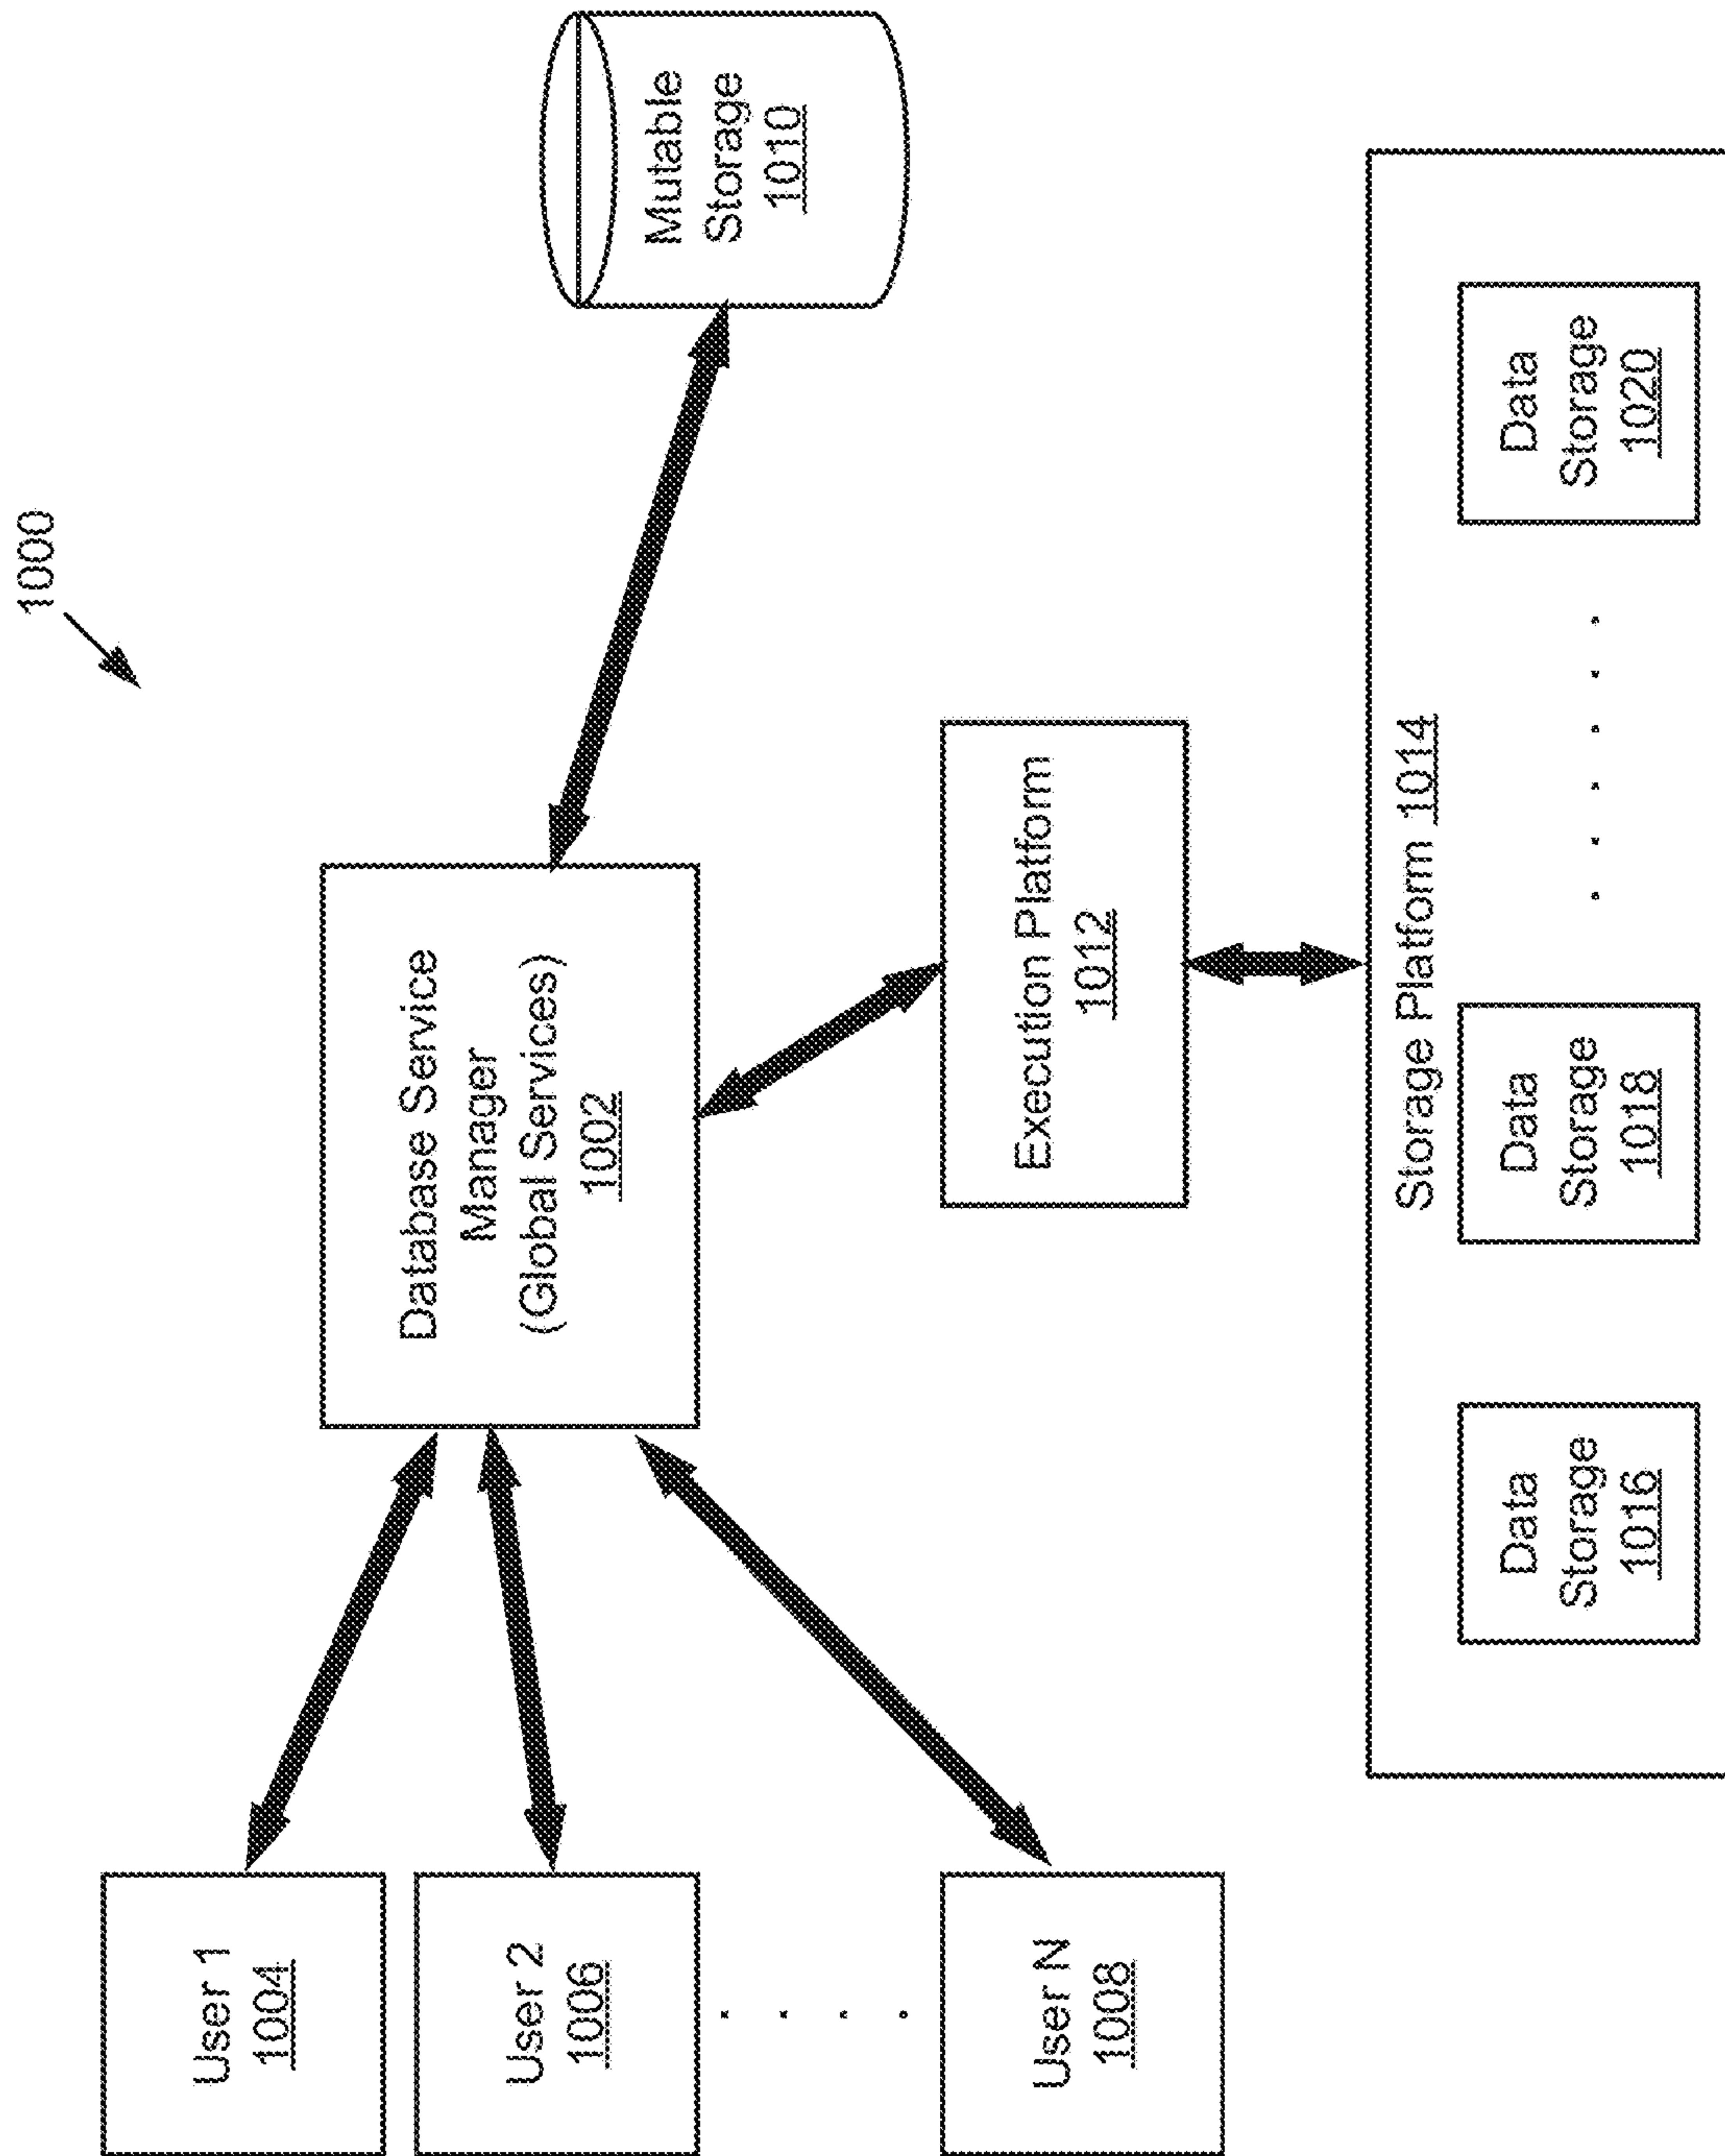 1000
User 1
1004
User 2
1006
User N
1008
Database Service
Manager
(Global Services)
1002
Mutable
Storage
1010
Execution Platform
1012
Storage Platform 1014
Data
Storage
1016
Data
Storage
1018
Data
Storage
1020